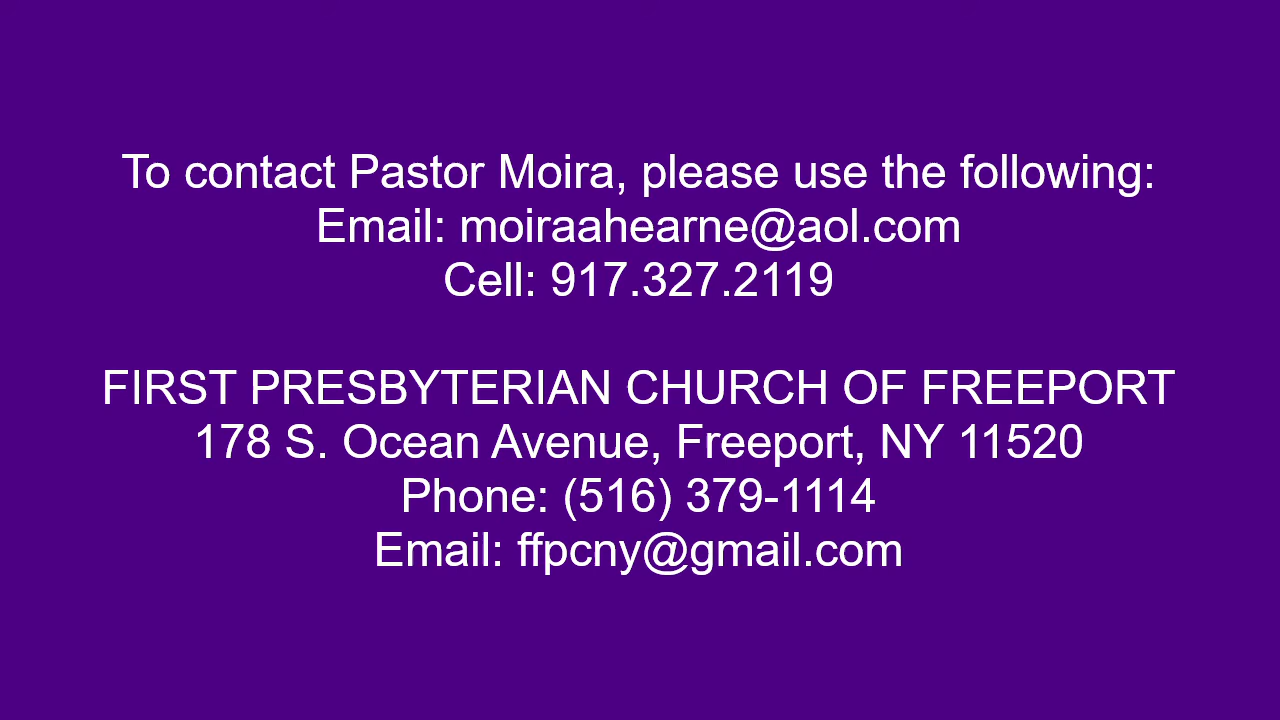 To contact Pastor Moira, please use the following:
Email: moiraahearne@aol.com
Cell: 917.327.2119
FIRST PRESBYTERIAN CHURCH OF FREEPORT
178 S. Ocean Avenue, Freeport, NY 11520
Phone: (516) 379-1114
Email: ffpcny@gmail.com